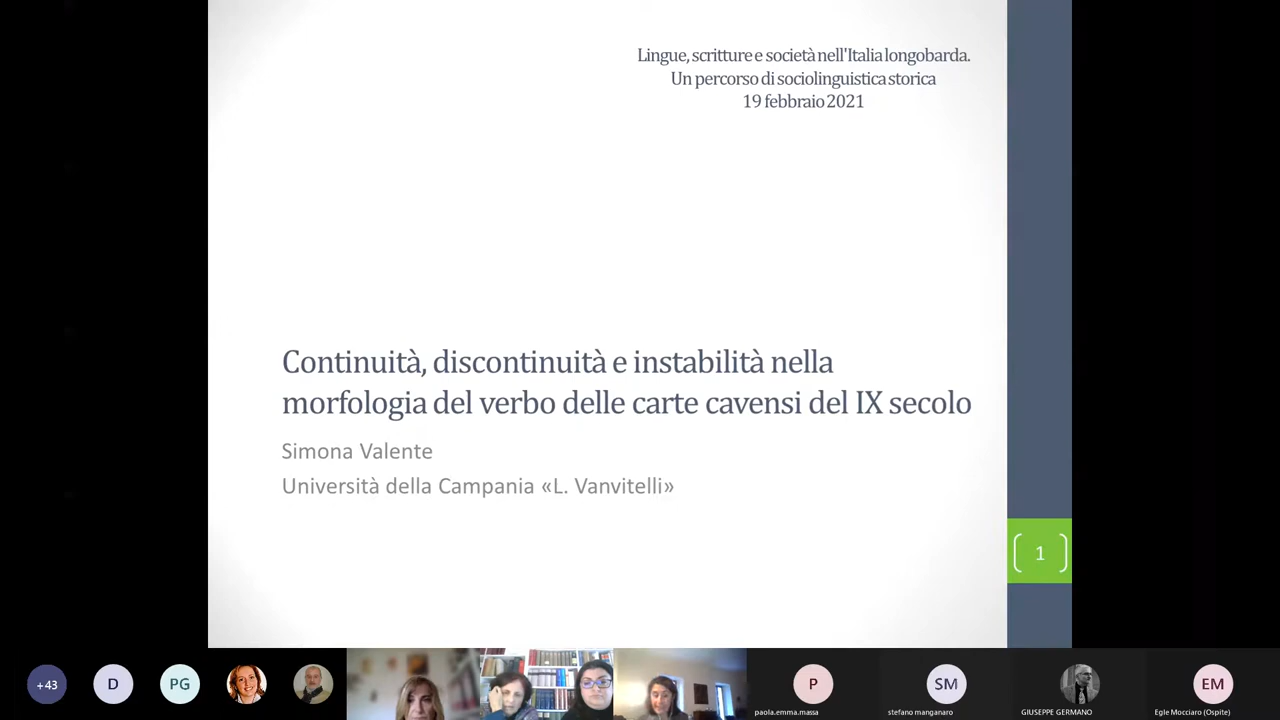 Lingue, scritture e società nell'Italia longobarda.
Un percorso di sociolinguistica storica
19 febbraio 2021
Continuità, discontinuità e instabilità nella
morfologia del verbo delle carte cavensi del IX secolo
Simona Valente
Università della Campania «L. Vanvitelli»
1
+43
D
PG
P
SM
EM
paola.emma.massa
stefano manganaro
GIUSEPPE GERMANO
Egle Mocciaro (Ospite)